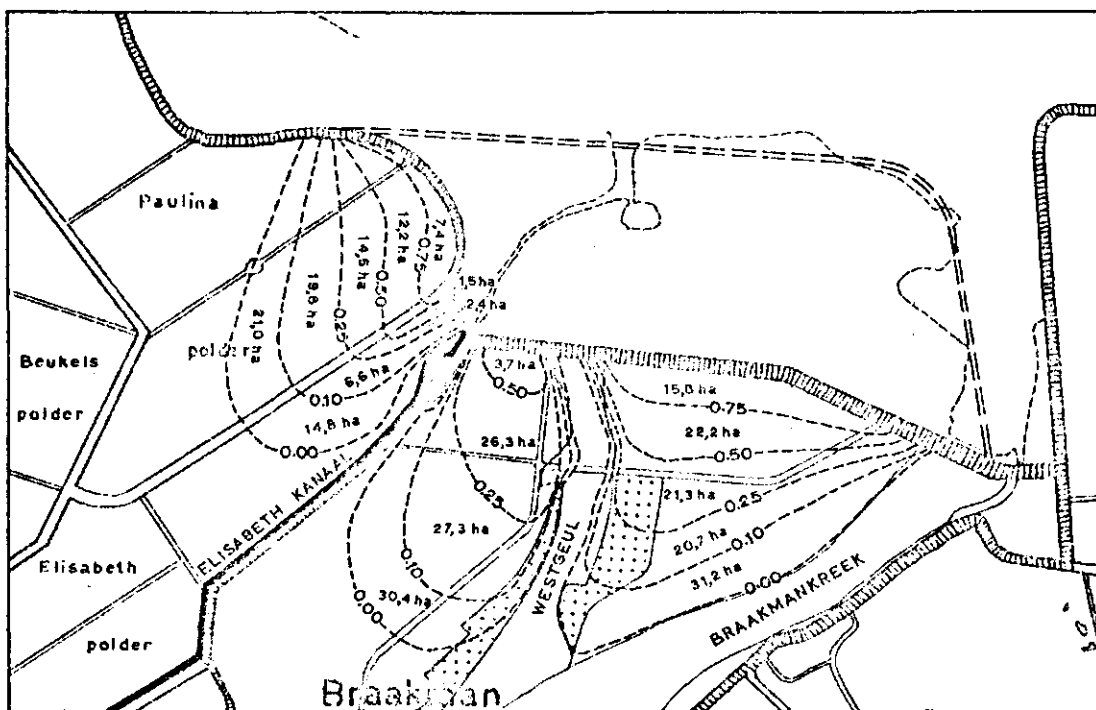 Paulina
polder
Beukels
polder
Elisabeth
polder
ELISABETH KANAAL
WESTGEUL
BRAAKMANKREEK
Braakman
7,4 ha
0.75
12,2 ha
0.50
14,6 ha
0.25
19,8 ha
21,0 ha
1,5 ha
2,4 ha
6,6 ha
0.10
14,8 ha
0.00
3,7 ha
0.50
26,3 ha
0.25
27,3 ha
0.10
30,4 ha
0.00
15,8 ha
0.75
22,2 ha
0.50
21,3 ha
0.25
20,7 ha
0.10
31,2 ha
0.00